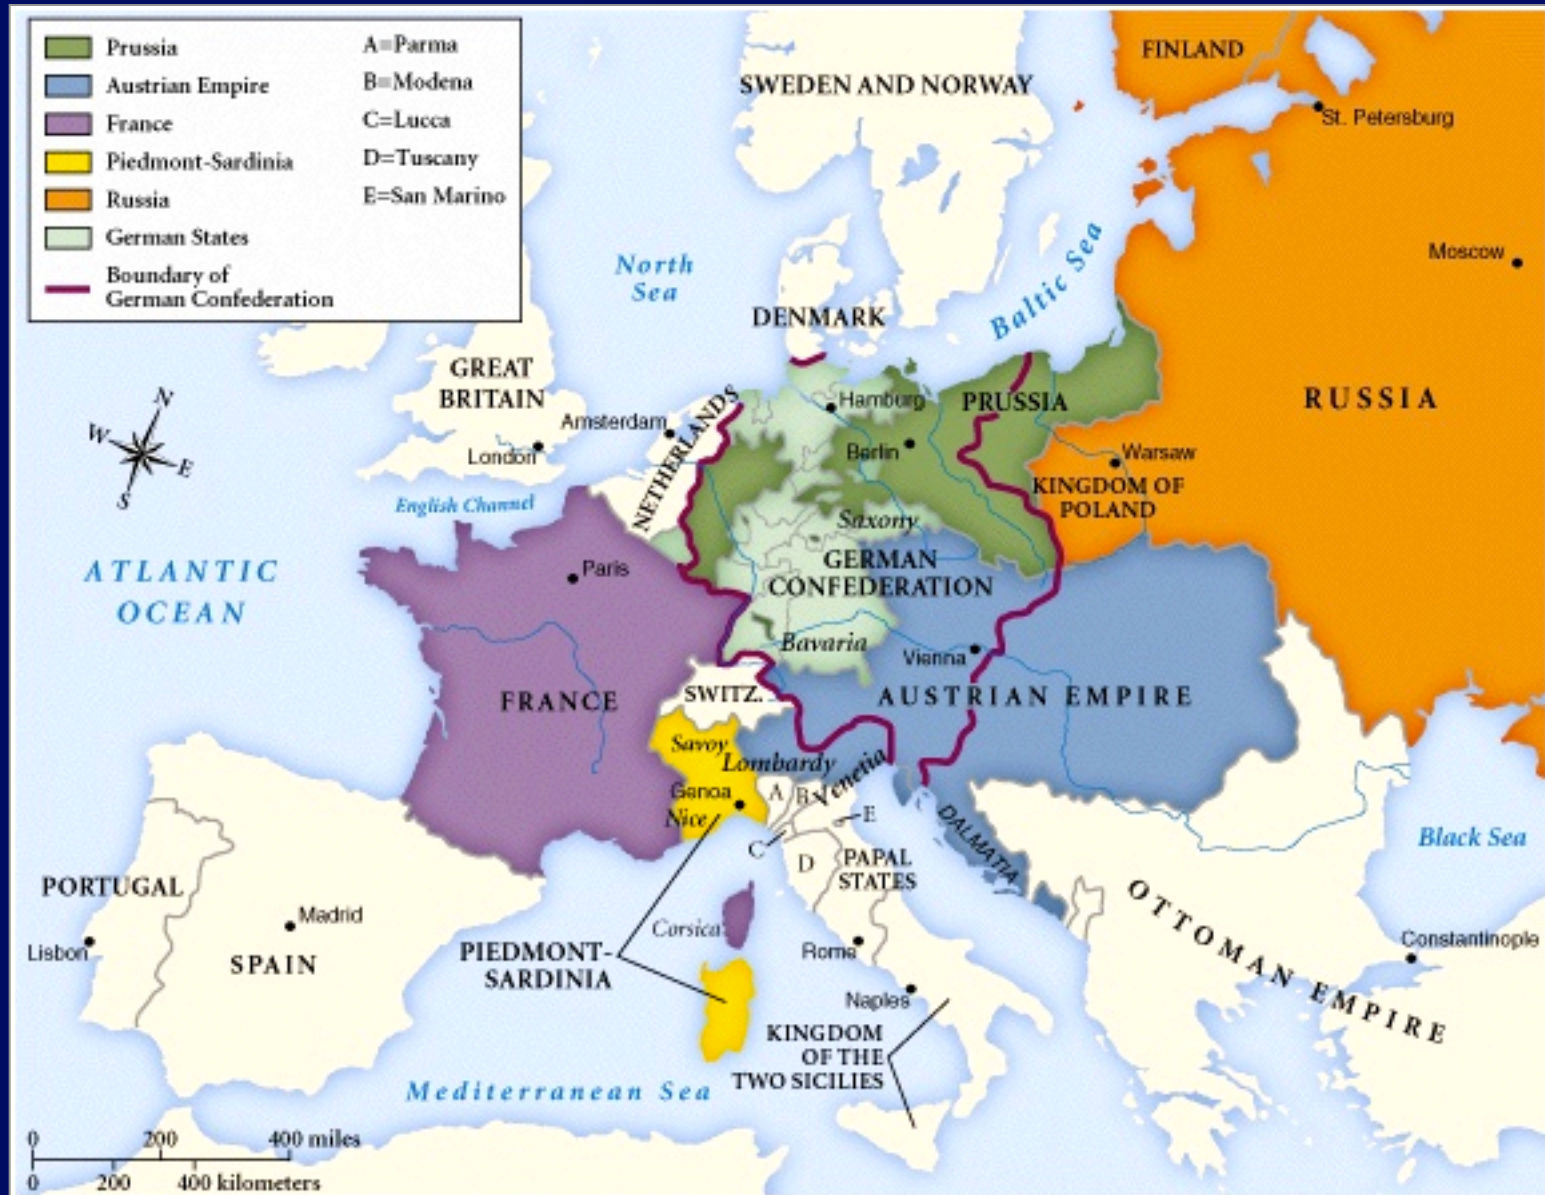 Prussia
Austrian Empire
France
Piedmont-Sardinia
Russia
German States
Boundary of
German Confederation
A=Parma
B=Modena
C=Lucca
D=Tuscany
E=San Marino
FINLAND
SWEDEN AND NORWAY
St. Petersburg
Moscow
North
Sea
Baltic Sea
DENMARK
GREAT
BRITAIN
RUSSIA
Hamburg
PRUSSIA
Amsterdam
NETHERLANDS
London
Berlin
Warsaw
KINGDOM OF
POLAND
N
W
E
S
English Channel
Saxony
GERMAN
CONFEDERATION
ATLANTIC
OCEAN
Paris
Bavaria
Vienna
FRANCE
SWITZ.
AUSTRIAN EMPIRE
Savoy
Lombardy
Venetia
Genoa
A
B
Nice
E
C
D
DALMATIA
Black Sea
PAPAL
STATES
PORTUGAL
Madrid
Lisbon
SPAIN
Corsica
PIEDMONT-
SARDINIA
Rome
OTTOMAN EMPIRE
Constantinople
Naples
KINGDOM
OF THE
TWO SICILIES
Mediterranean Sea
0 200 400 miles
0 200 400 kilometers